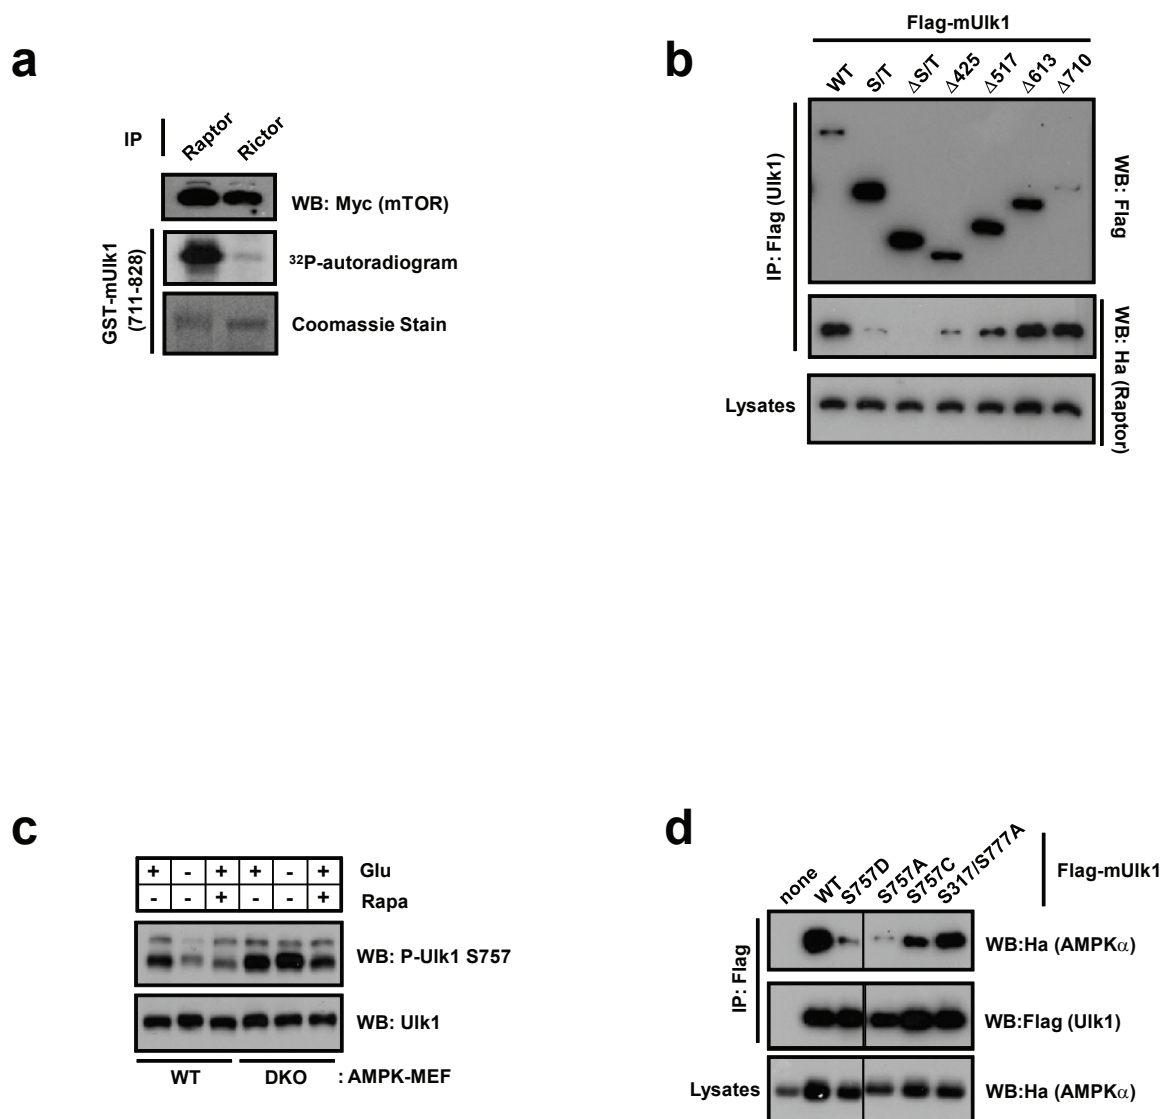 a
IP
Raptor
Rictor
WB: Myc (mTOR)
GST-mUlk1
(711-828)
32P-autoradiogram
Coomassie Stain
b
Flag-mUlk1
WT
S/T
ΔS/T
Δ425
Δ517
Δ613
Δ710
IP: Flag (Ulk1)
WB: Flag
WB: Ha (Raptor)
Lysates
c
+ - + + - + Glu
- - + - - + Rapa
WB: P-Ulk1 S757
WB: Ulk1
WT DKO : AMPK-MEF
d
none
WT
S757D
S757A
S757C
S317/S777A
Flag-mUlk1
IP: Flag
WB:Ha (AMPKα)
WB:Flag (Ulk1)
Lysates
WB:Ha (AMPKα)